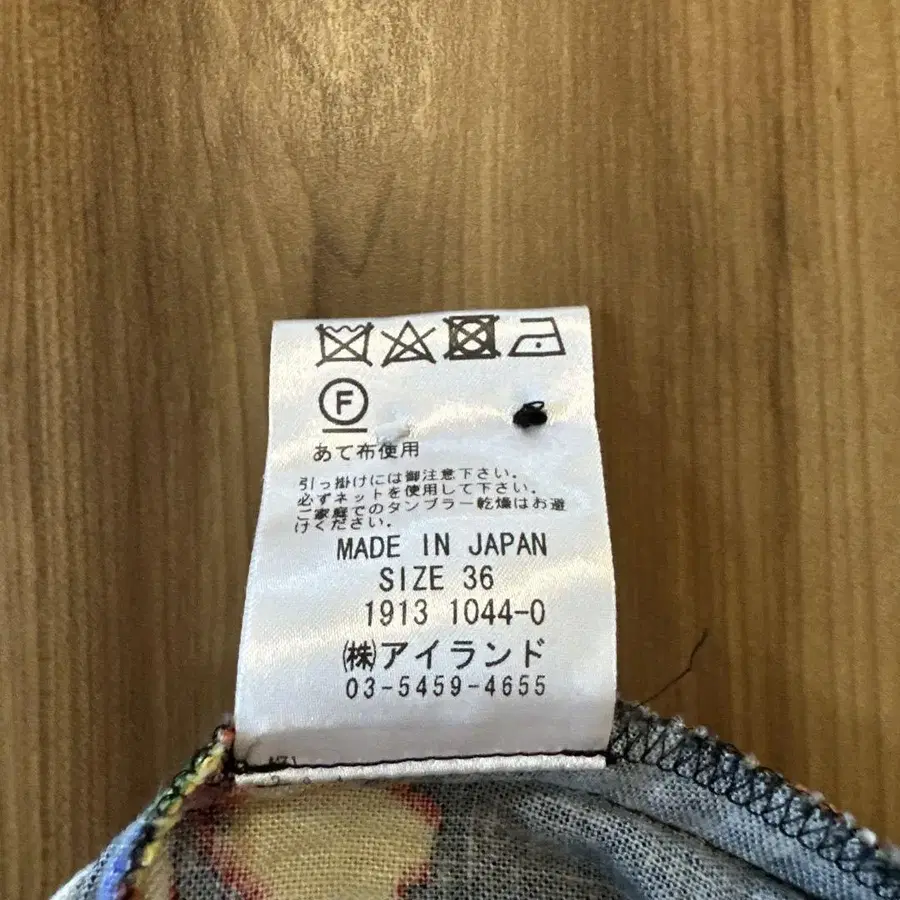 F
あて布使用
引っ掛けには御注意下さい。
必ずネットを使用して下さい。
ご家庭でのタンブラー乾燥はお避
けください。
MADE IN JAPAN
SIZE 36
1913 1044-0
㈱アイランド
03-5459-4655